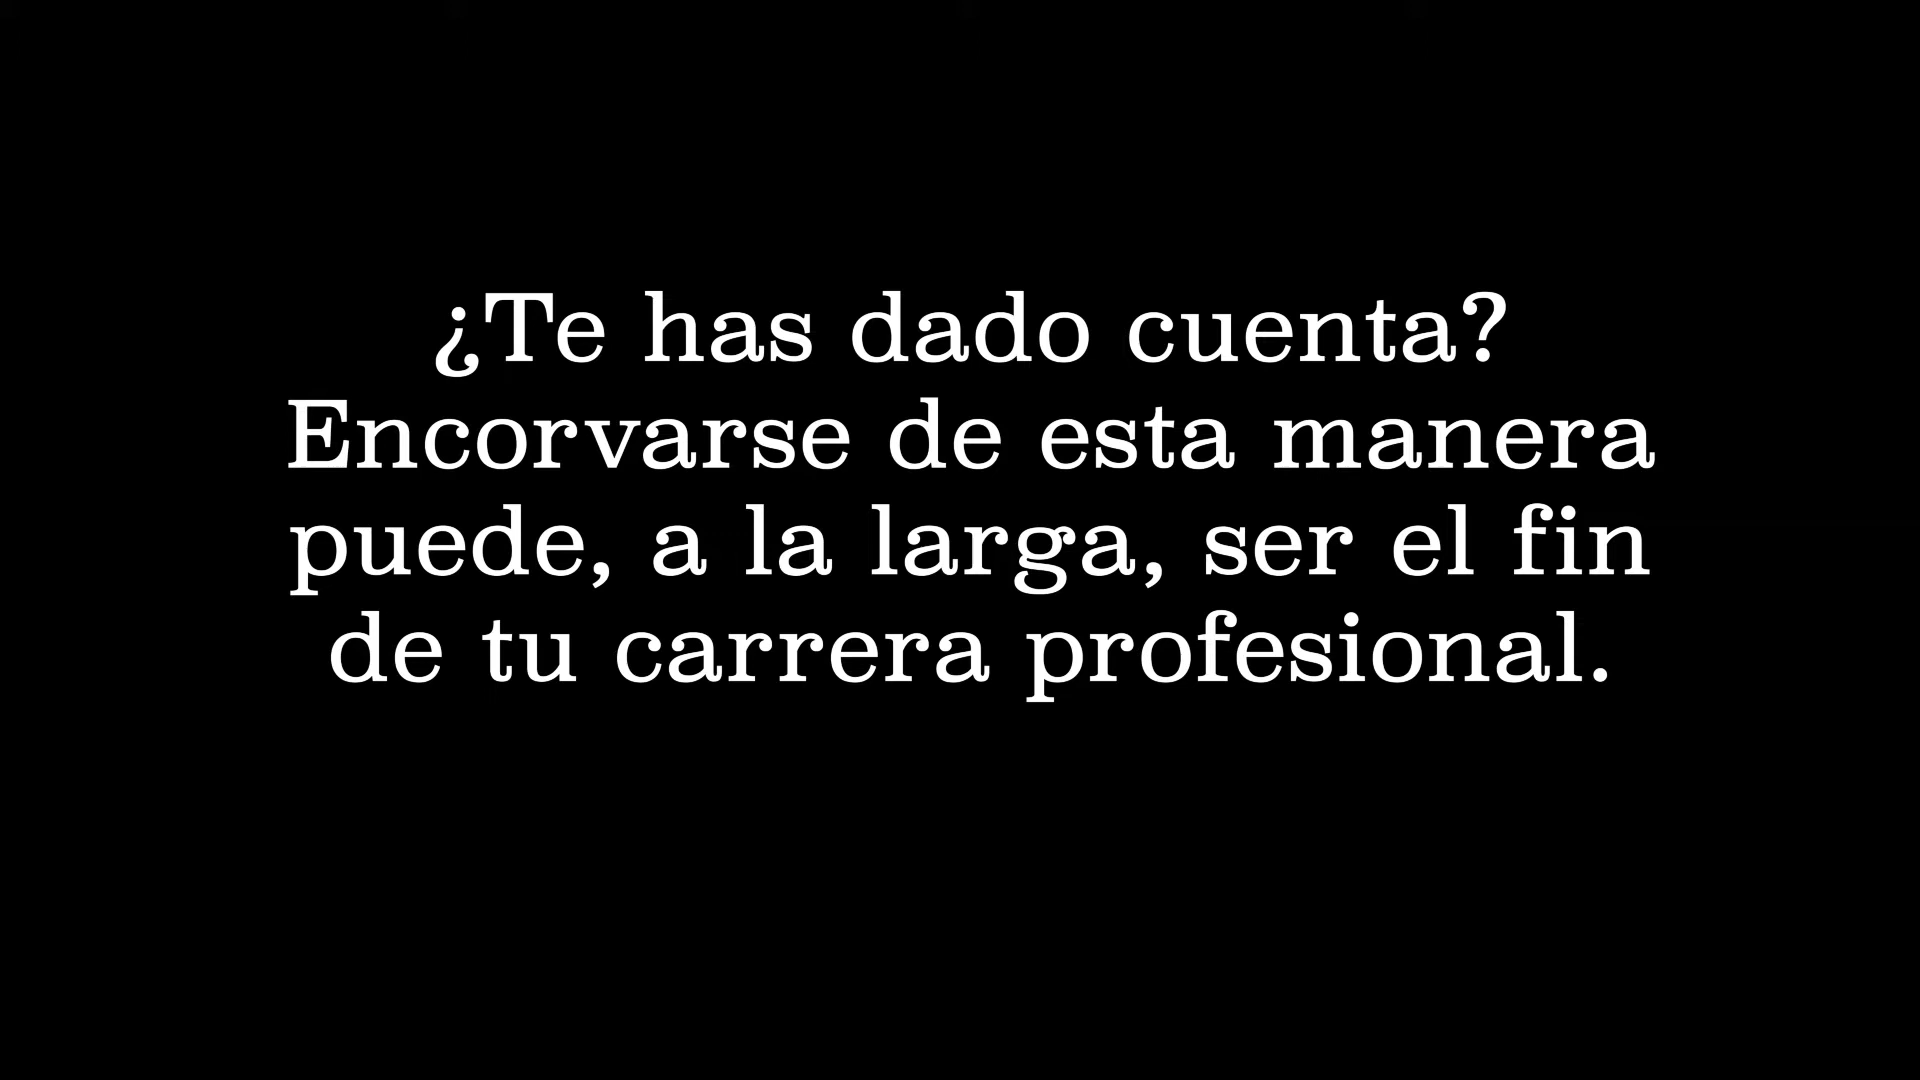 ¿Te has dado cuenta?
Encorvarse de esta manera
puede, a la larga, ser el fin
de tu carrera profesional.